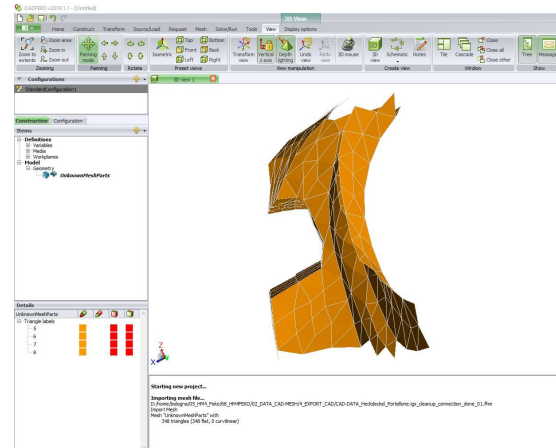 CADFEKO v2019.1.1 - [Untitled]
3D View
Home Construct Transform Source/Load Request Mesh Solve/Run Tools View Display options
Zoom to extents
Zoom area
Zoom in
Zoom out
Zooming
Panning mode
Panning
Rotate
Isometric
Top
Front
Left
Bottom
Back
Right
Preset views
Transform view
Vertical z axis
Depth lighting
Undo view
Redo view
3D mouse
View manipulation
3D view
Schematic view
Notes
Create view
Tile
Cascade
Close
Close all
Close other
Window
Tree
Messages
Show
Configurations
StandardConfiguration1
3D view 1
Construction Configuration
Items
Definitions
Variables
Media
Workplanes
Model
Geometry
UnknownMeshParts
Details
UnknownMeshParts
Triangle labels
5
6
7
8
Z
X
Starting new project...
Importing mesh file...
Import Mesh
Mesh "UnknownMeshParts" with
348 triangles (348 flat, 0 curvilinear)